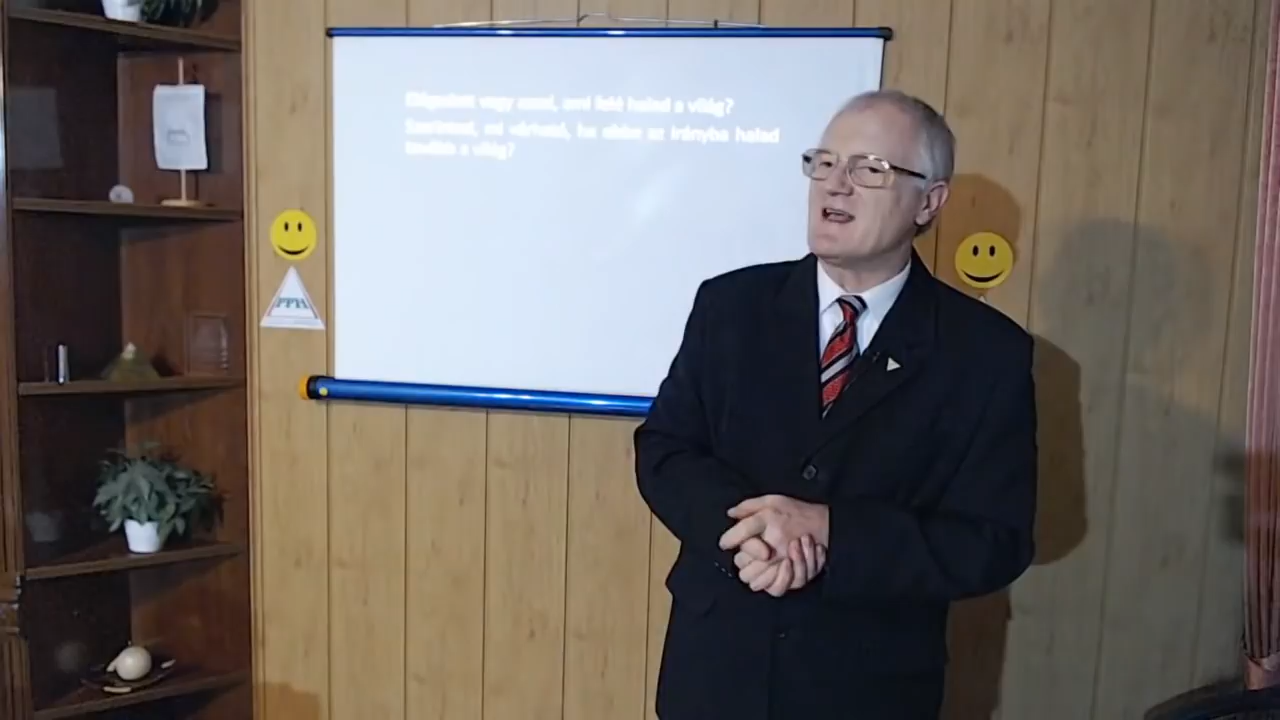 Elégedett vagy azzal, ami felé halad a világ?
Szerinted, mi várható, ha ebbe az irányba halad
tovább a világ?
PPH